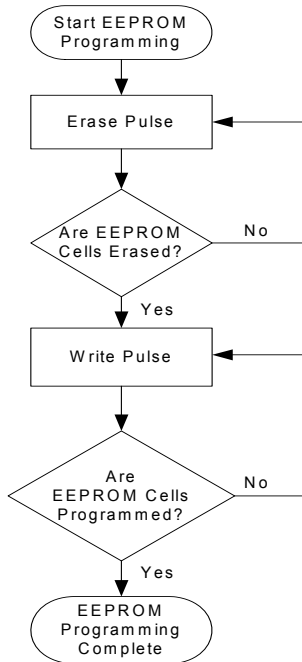 Start EEPROM
Programming
Erase Pulse
Are EEPROM
Cells Erased?
No
Yes
Write Pulse
Are
EEPROM Cells
Programmed?
No
Yes
EEPROM
Programming
Complete